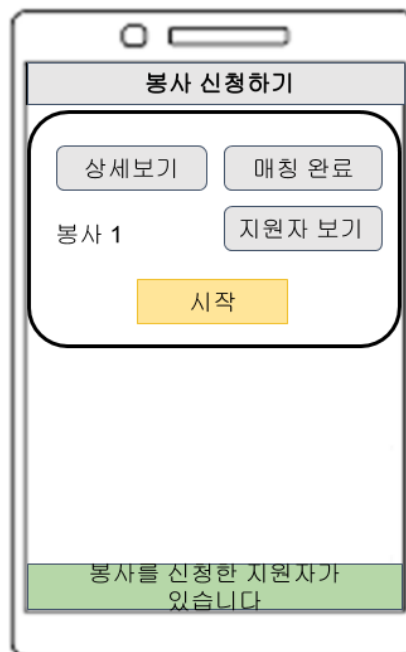 봉사 신청하기
상세보기
매칭 완료
봉사 1
지원자 보기
시작
봉사를 신청한 지원자가
있습니다